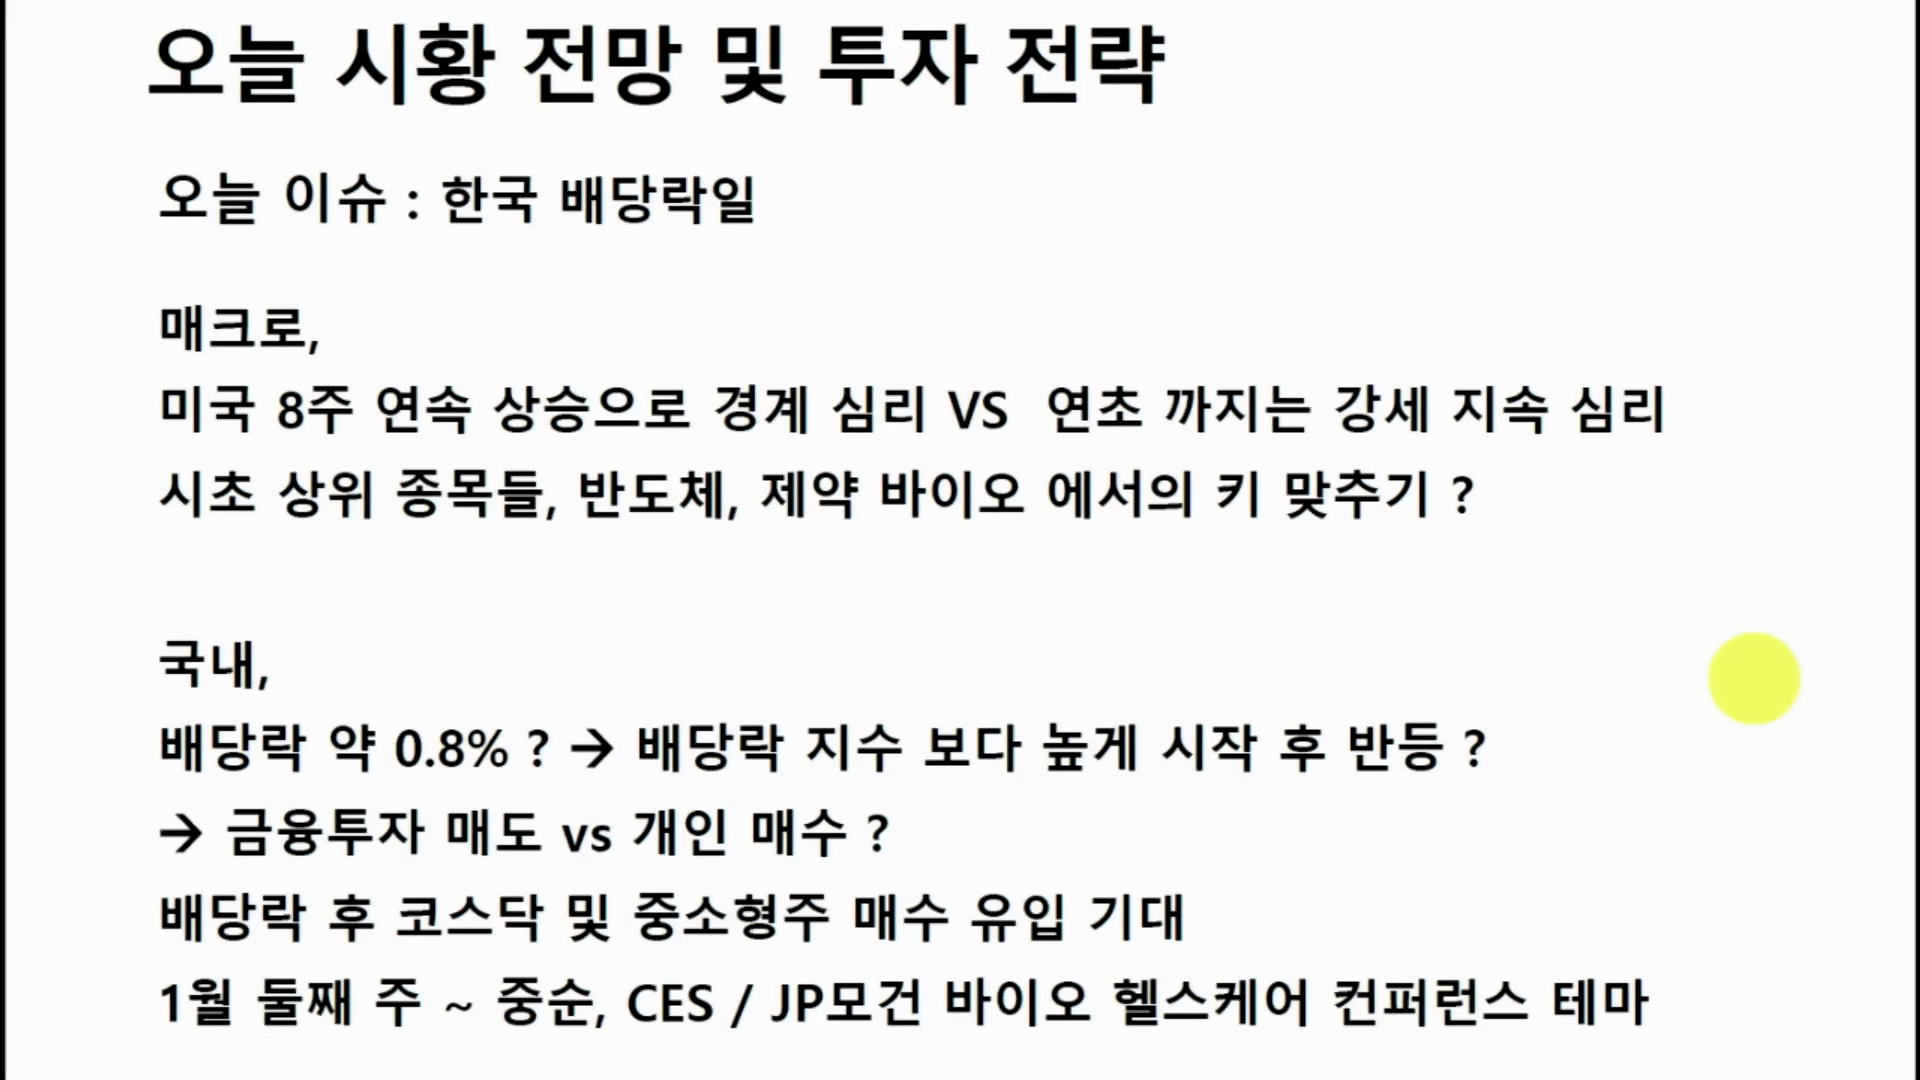 오늘 시황 전망 및 투자 전략
오늘 이슈 : 한국 배당락일
매크로,
미국 8주 연속 상승으로 경계 심리 VS 연초 까지는 강세 지속 심리
시초 상위 종목들, 반도체, 제약 바이오 에서의 키 맞추기 ?
국내,
배당락 약 0.8% ? → 배당락 지수 보다 높게 시작 후 반등 ?
→ 금융투자 매도 vs 개인 매수 ?
배당락 후 코스닥 및 중소형주 매수 유입 기대
1월 둘째 주 ~ 중순, CES / JP모건 바이오 헬스케어 컨퍼런스 테마